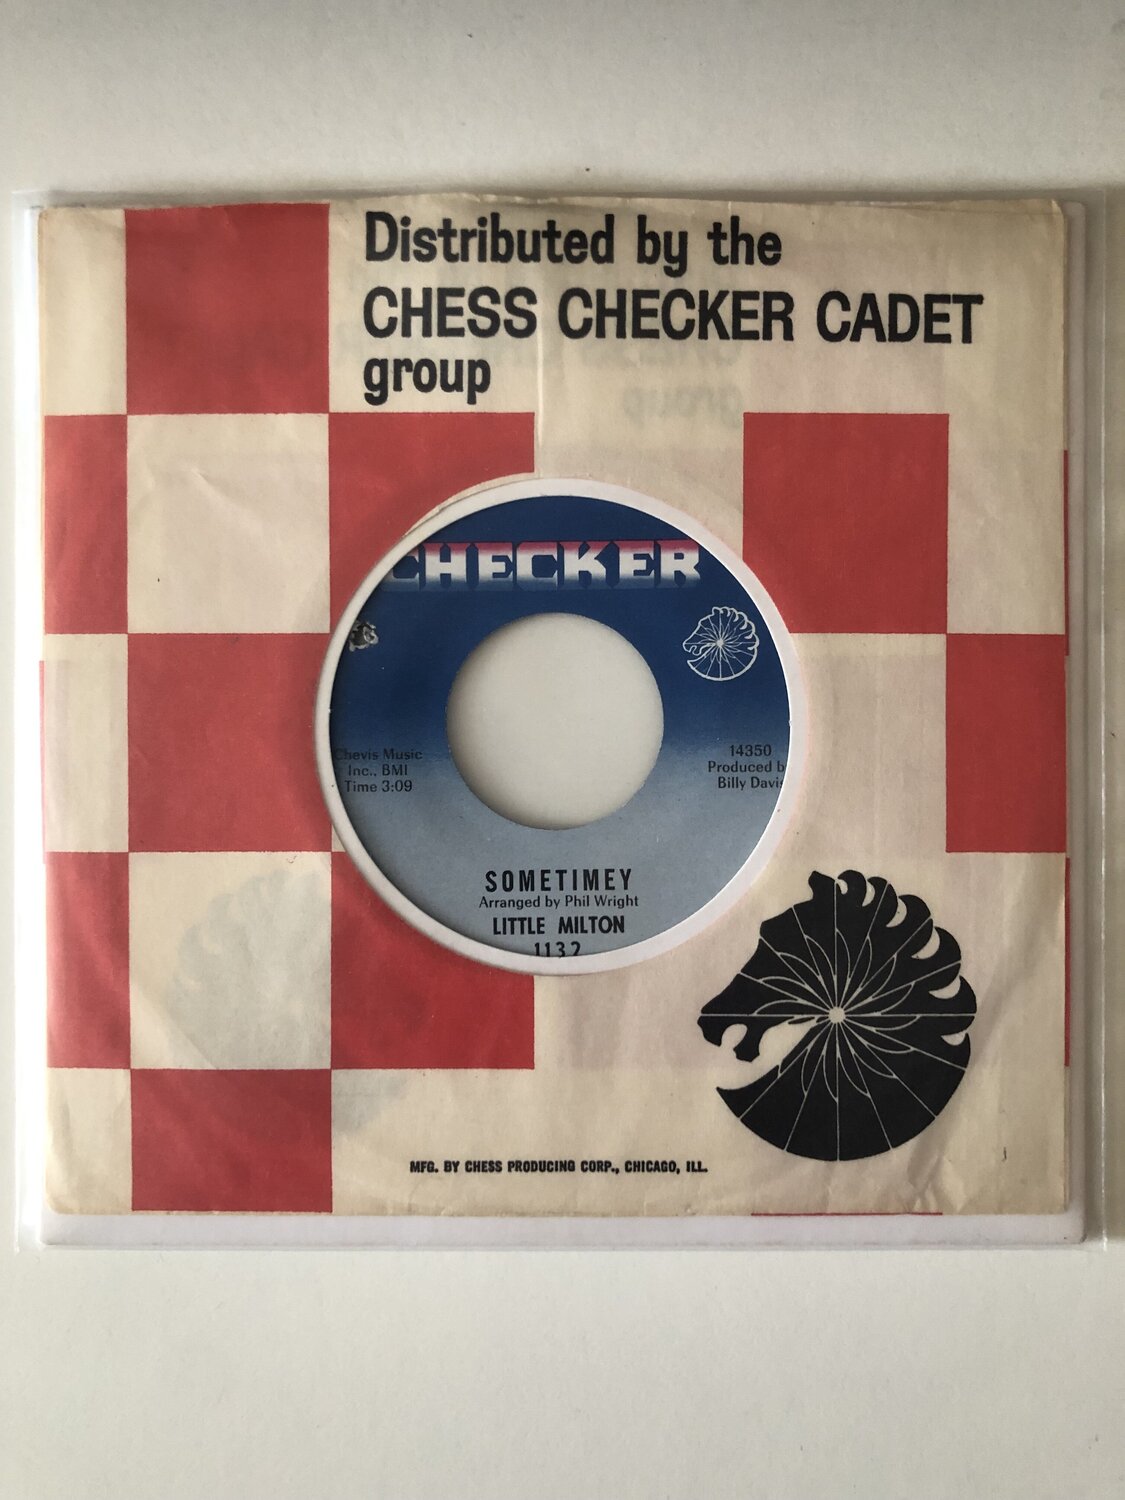 Distributed by the
CHESS CHECKER CADET
group
CHECKER
Chevis Music
Inc., BMI
Time 3:09
14350
Produced b
Billy Davis
SOMETIMEY
Arranged by Phil Wright
LITTLE MILTON
1132
MFG. BY CHESS PRODUCING CORP., CHICAGO, ILL.